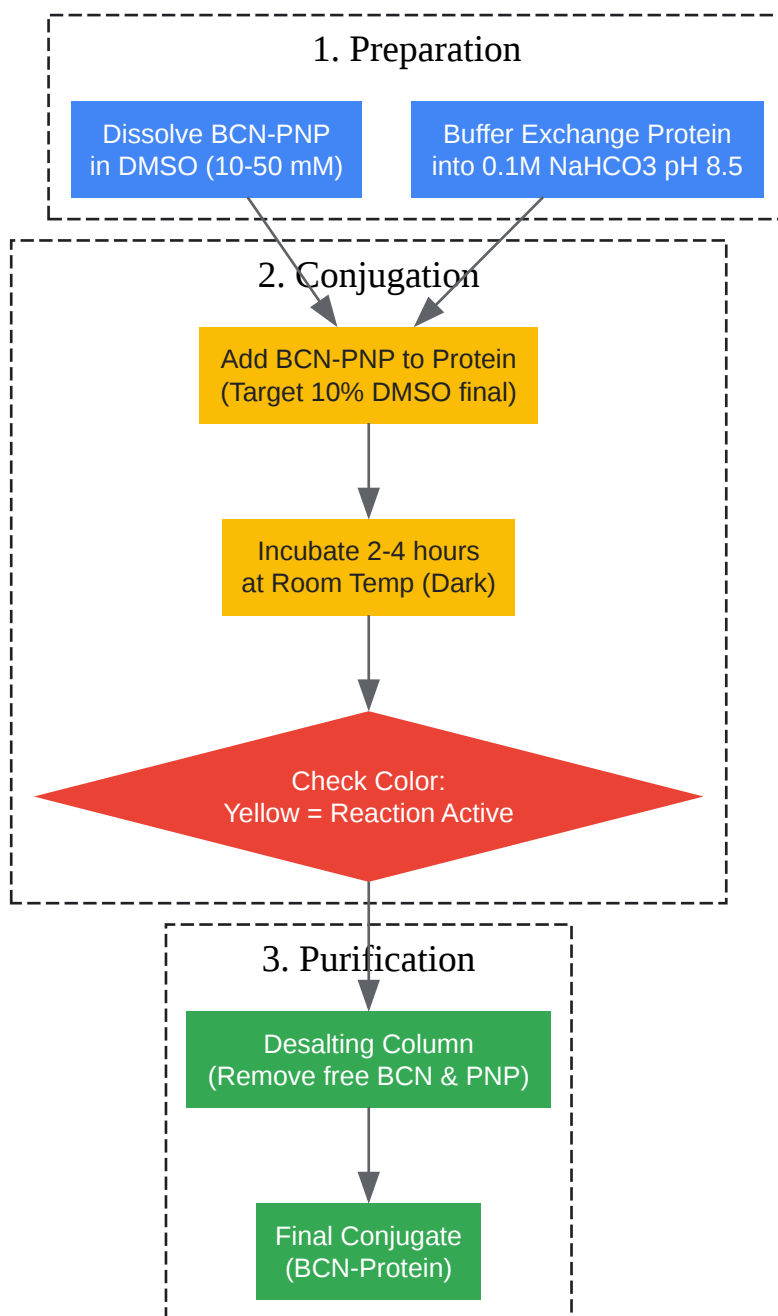 1. Preparation
Dissolve BCN-PNP
in DMSO (10-50 mM)
Buffer Exchange Protein
into 0.1M NaHCO3 pH 8.5
2. Conjugation
Add BCN-PNP to Protein
(Target 10% DMSO final)
Incubate 2-4 hours
at Room Temp (Dark)
Check Color:
Yellow = Reaction Active
3. Purification
Desalting Column
(Remove free BCN & PNP)
Final Conjugate
(BCN-Protein)